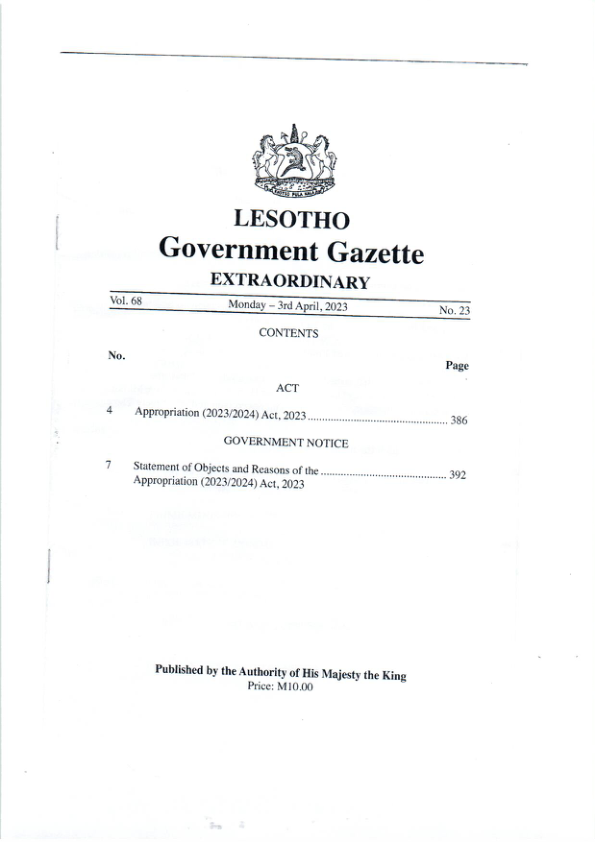 KHOTSO PULA NALA
LESOTHO
Government Gazette
EXTRAORDINARY
Vol. 68 Monday – 3rd April, 2023 No. 23
CONTENTS
No. Page
ACT
4 Appropriation (2023/2024) Act, 2023 ................................................ 386
GOVERNMENT NOTICE
7 Statement of Objects and Reasons of the ............................................ 392
Appropriation (2023/2024) Act, 2023
Published by the Authority of His Majesty the King
Price: M10.00